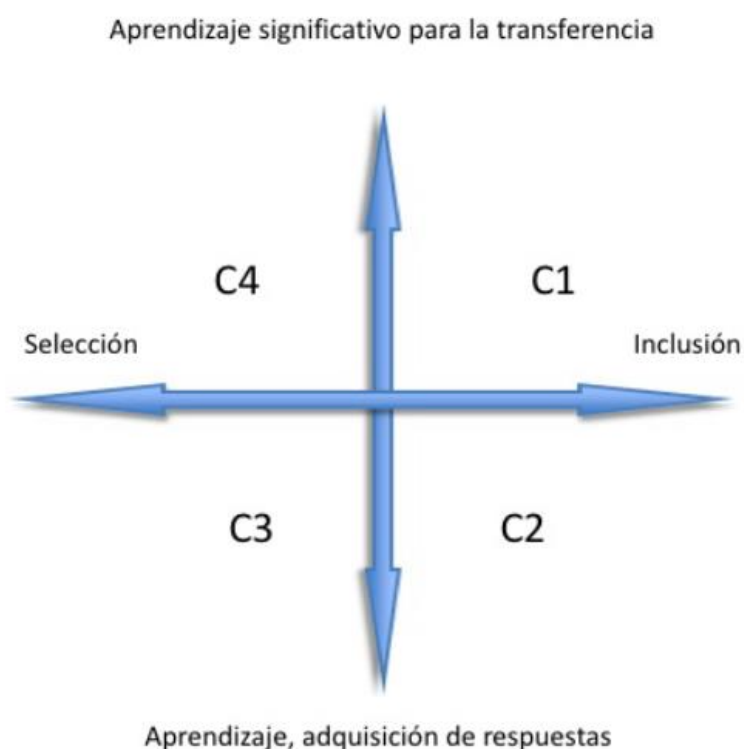 Aprendizaje significativo para la transferencia
C4
C1
Selección
Inclusión
C3
C2
Aprendizaje, adquisición de respuestas